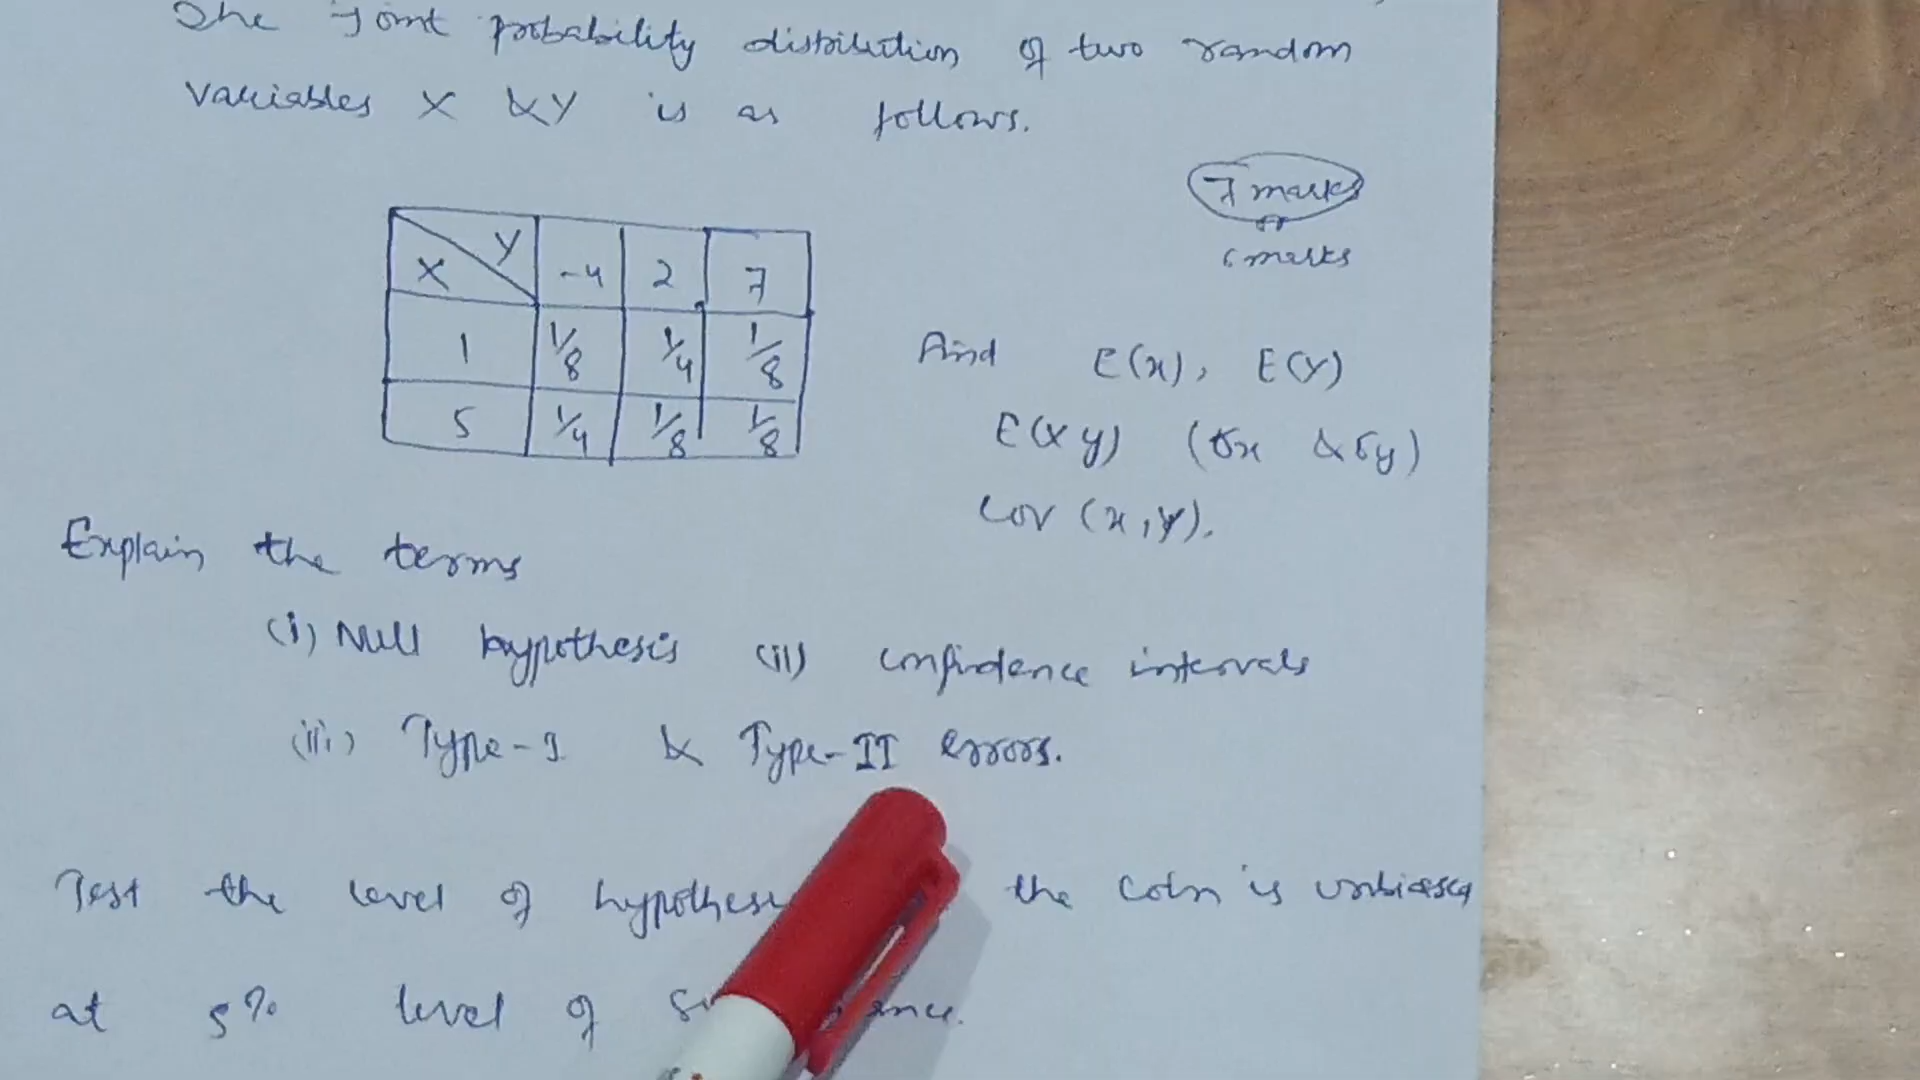 The Joint probability distribution of two random
variables X & Y is as follows.
7 marks
or
6 marks
X Y -4 2 7
1 1/8 1/4 1/8
5 1/4 1/8 1/8
Find E(x), E(Y)
E(xy) (σx & σy)
Cov (x,y).
Explain the terms
(i) Null hypothesis (ii) confidence intervals
(iii) Type-I & Type-II errors.
Test the level of the coin is
at 5% level of